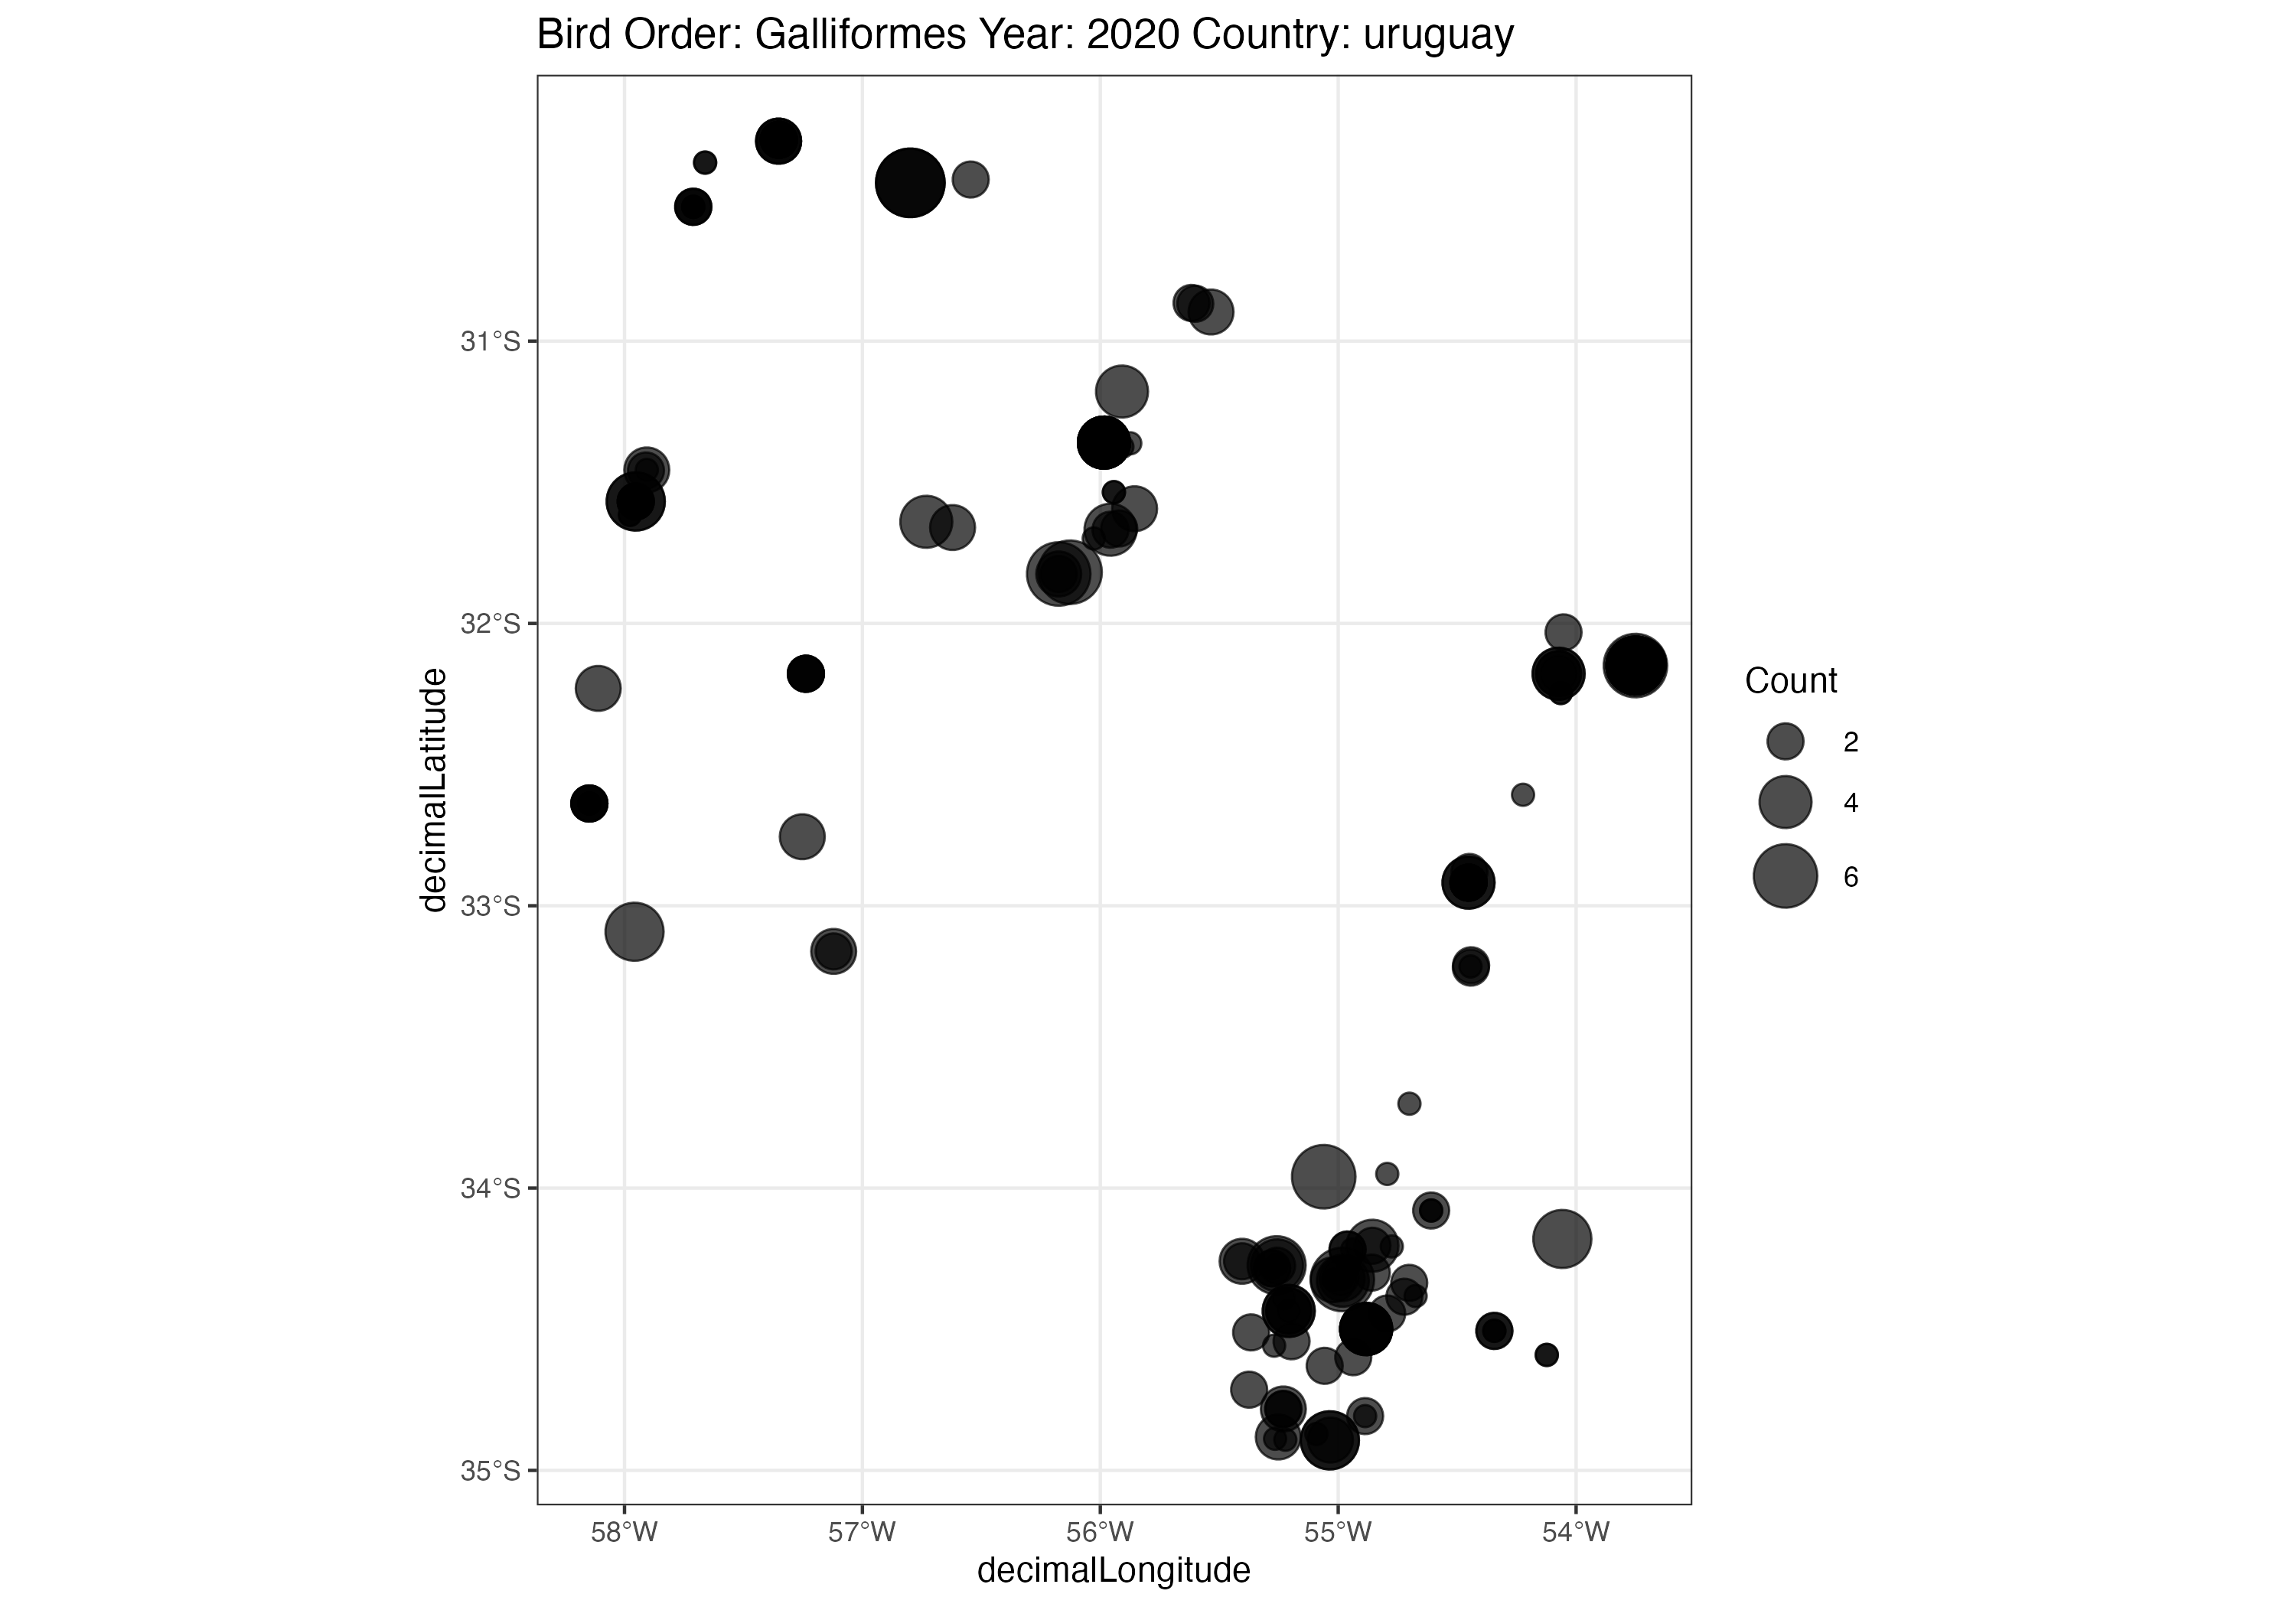 Bird Order: Galliformes Year: 2020 Country: uruguay
31°S
32°S
33°S
34°S
35°S
decimalLatitude
58°W
57°W
56°W
55°W
54°W
decimalLongitude
Count
2
4
6